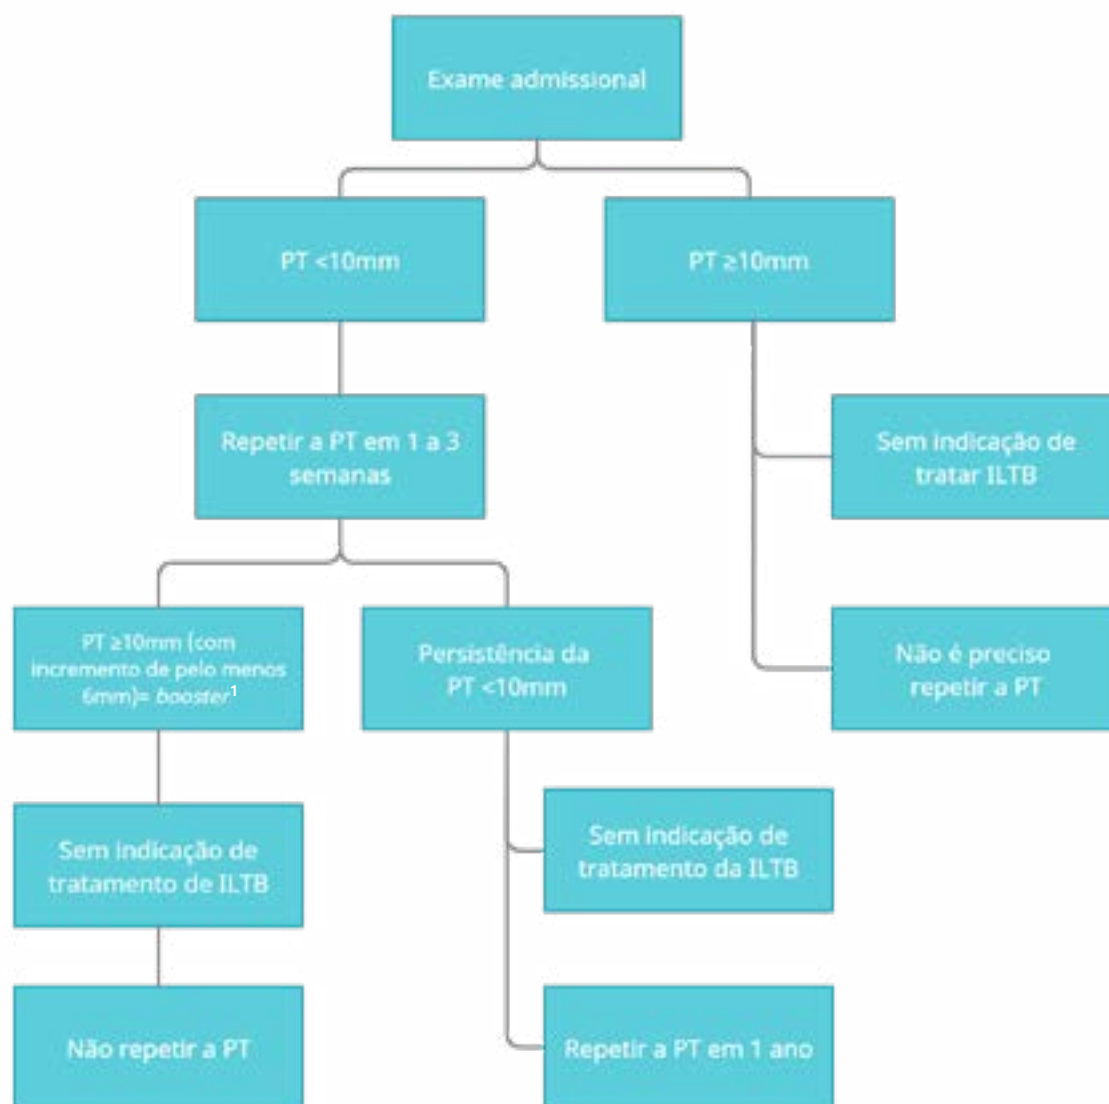 Exame admissional
PT <10mm
PT ≥10mm
Repetir a PT em 1 a 3
semanas
Sem indicação de
tratar ILTB
PT ≥10mm (com
incremento de pelo menos
6mm)= booster¹
Persistência da
PT <10mm
Não é preciso
repetir a PT
Sem indicação de
tratamento de ILTB
Sem indicação de
tratamento da ILTB
Não repetir a PT
Repetir a PT em 1 ano